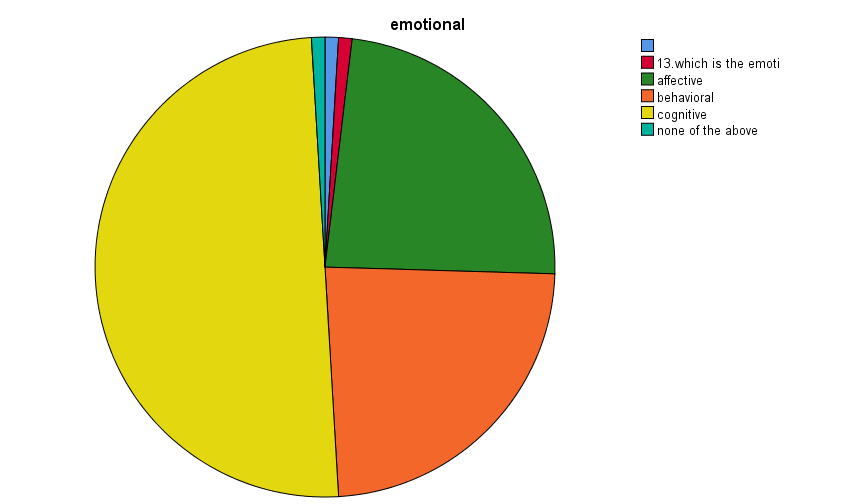 emotional
13.which is the emoti
affective
behavioral
cognitive
none of the above